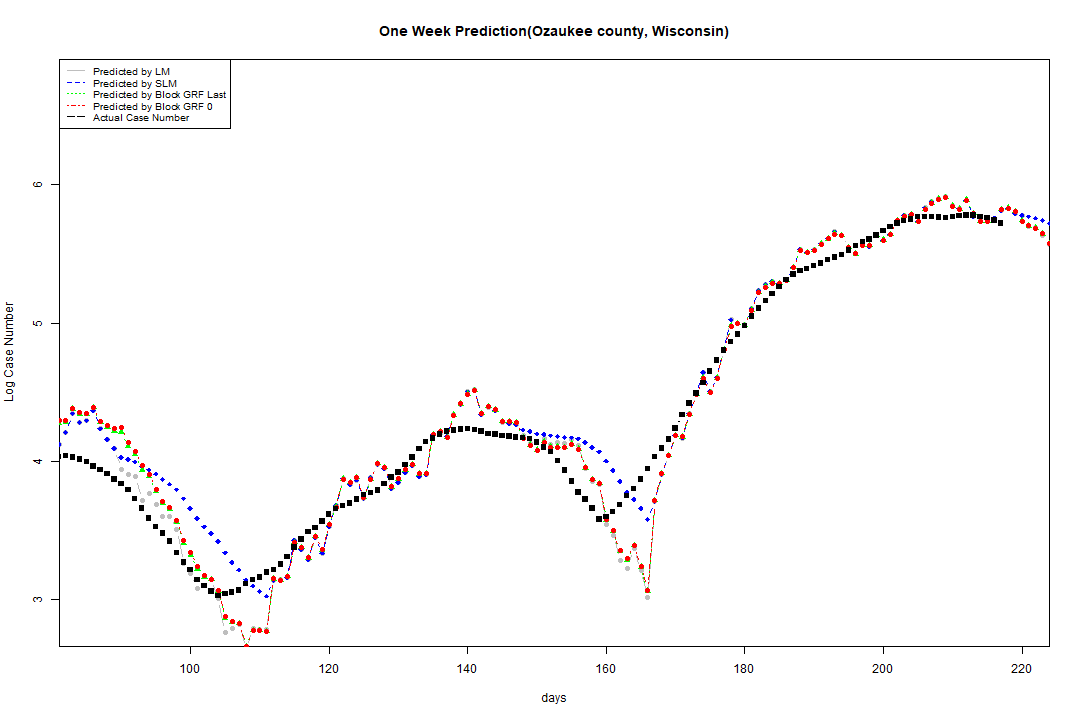 One Week Prediction(Ozaukee county, Wisconsin)
Predicted by LM
Predicted by SLM
Predicted by Block GRF Last
Predicted by Block GRF 0
Actual Case Number
Log Case Number
6
5
4
3
100 120 140 160 180 200 220
days